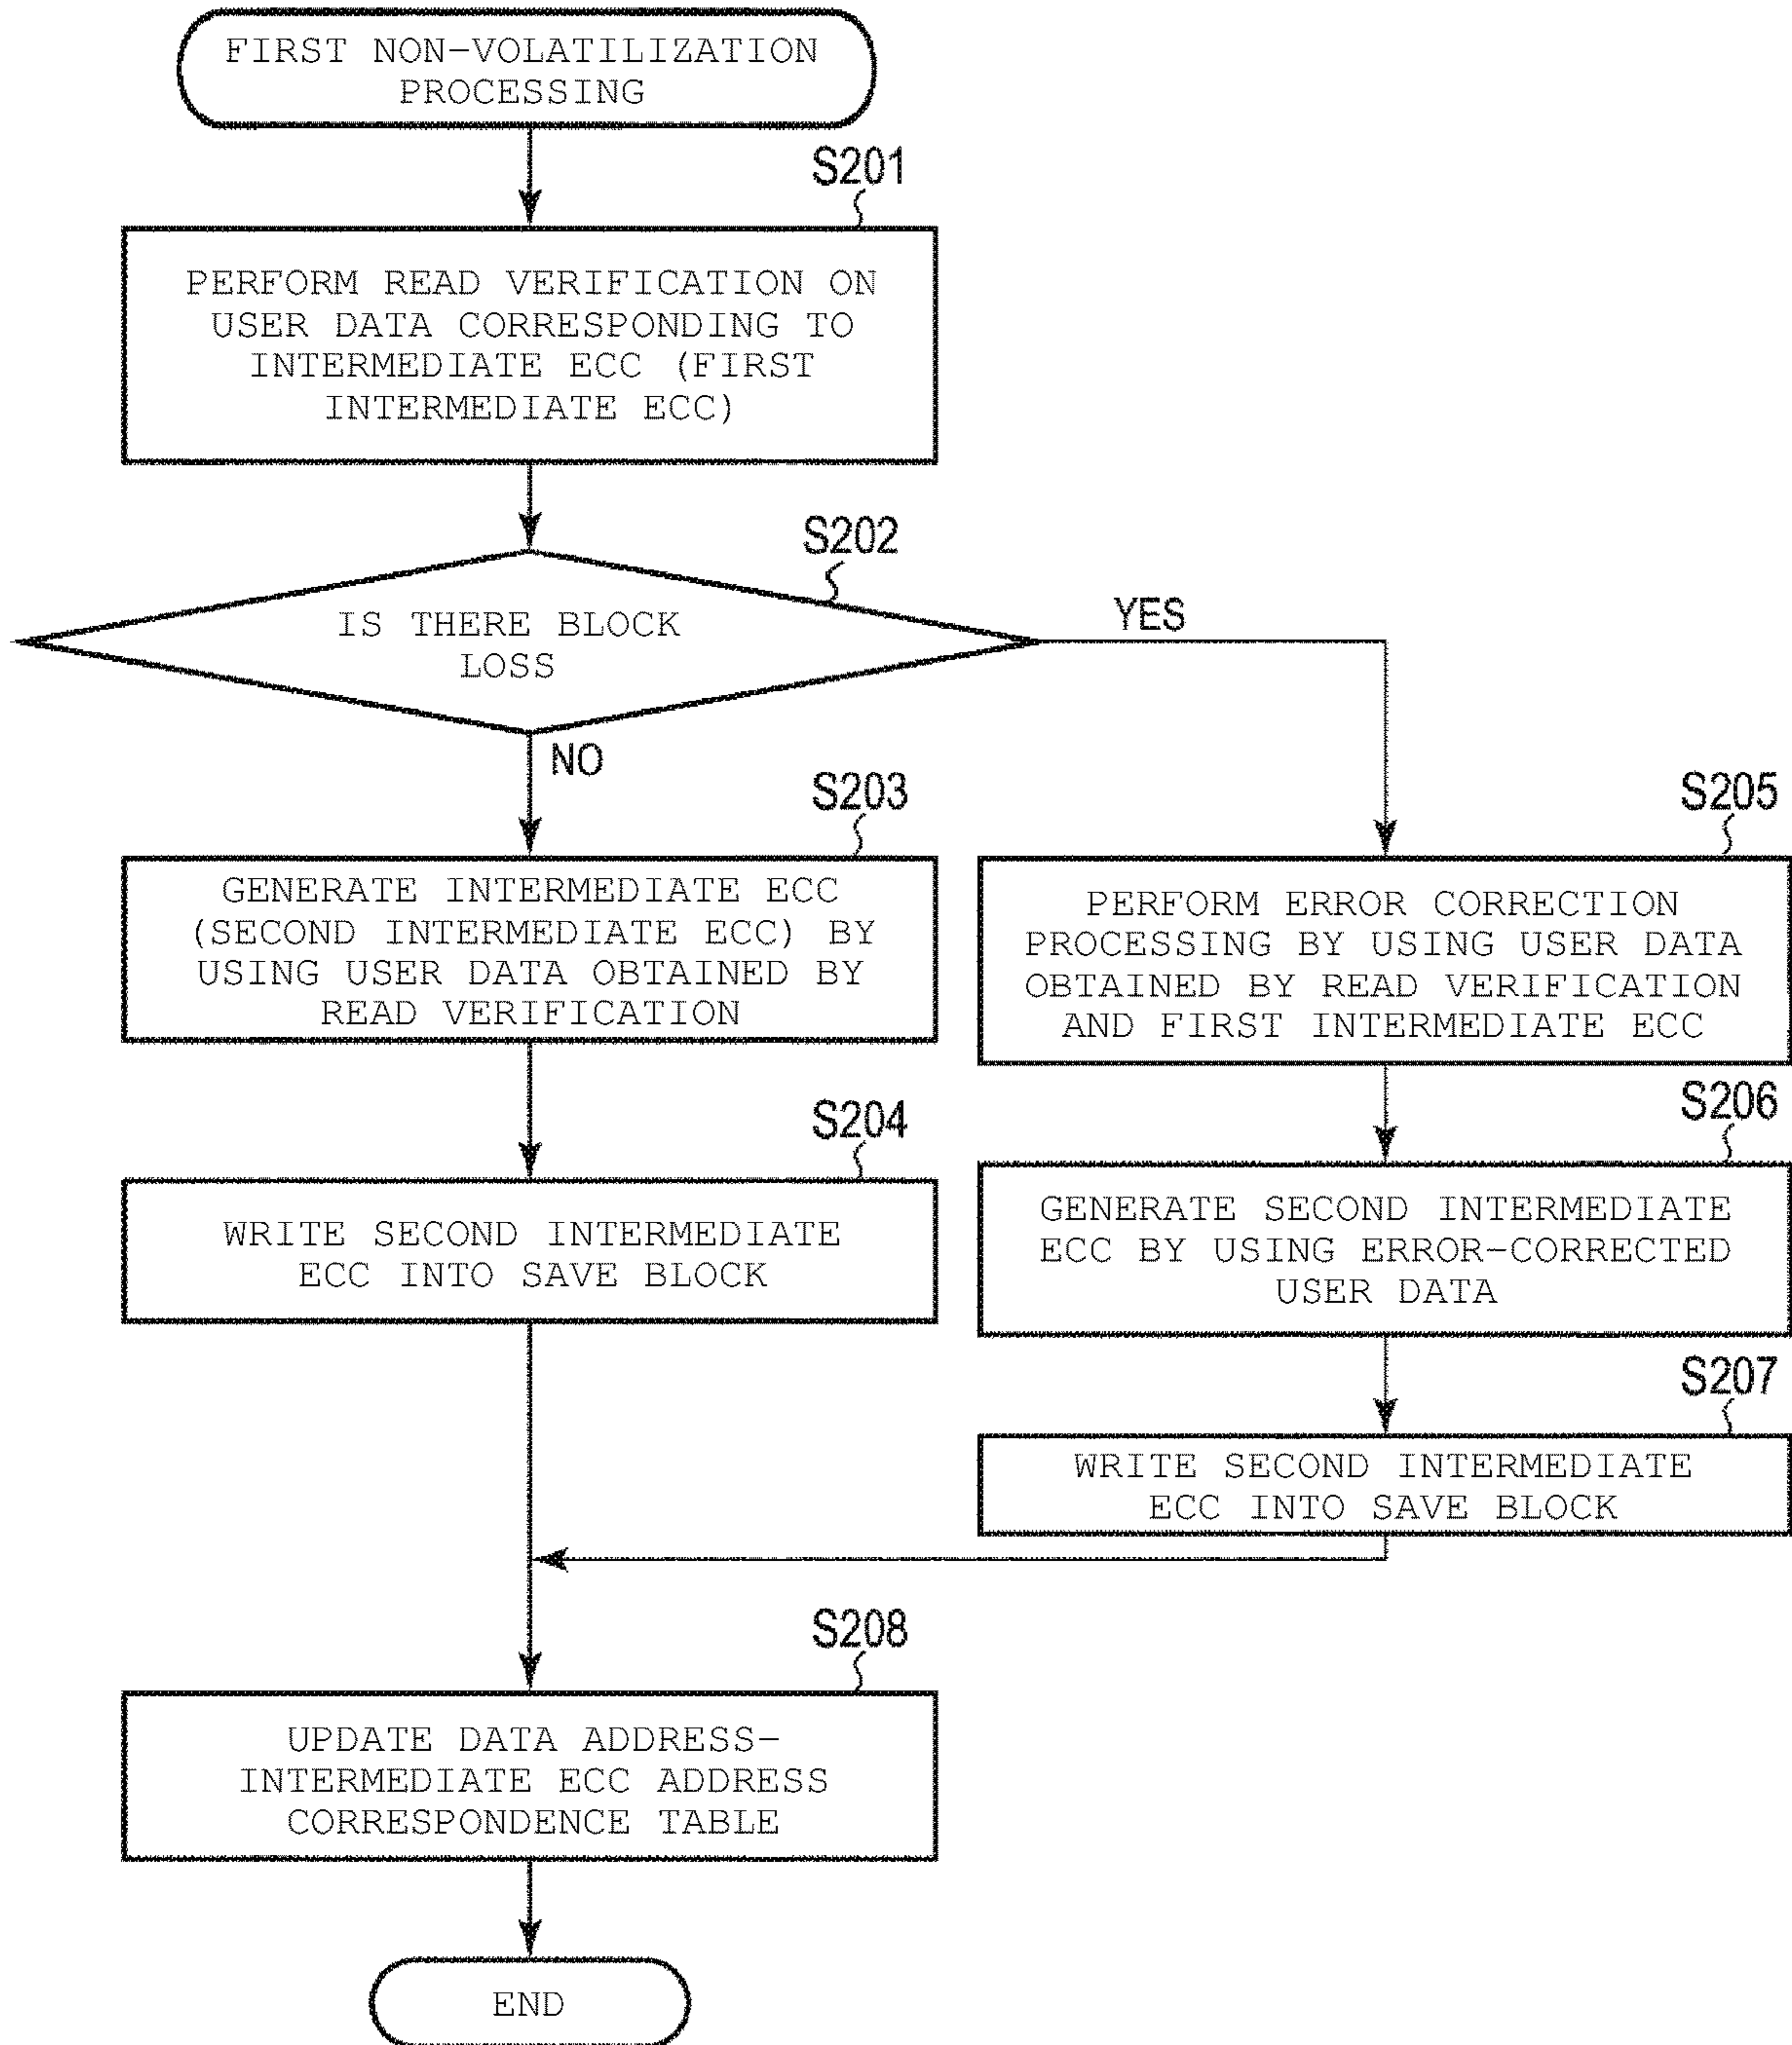 FIRST NON-VOLATILIZATION
PROCESSING
S201
PERFORM READ VERIFICATION ON
USER DATA CORRESPONDING TO
INTERMEDIATE ECC (FIRST
INTERMEDIATE ECC)
S202
IS THERE BLOCK
LOSS
YES
NO
S203
GENERATE INTERMEDIATE ECC
(SECOND INTERMEDIATE ECC) BY
USING USER DATA OBTAINED BY
READ VERIFICATION
S205
PERFORM ERROR CORRECTION
PROCESSING BY USING USER DATA
OBTAINED BY READ VERIFICATION
AND FIRST INTERMEDIATE ECC
S204
WRITE SECOND INTERMEDIATE
ECC INTO SAVE BLOCK
S206
GENERATE SECOND INTERMEDIATE
ECC BY USING ERROR-CORRECTED
USER DATA
S207
WRITE SECOND INTERMEDIATE
ECC INTO SAVE BLOCK
S208
UPDATE DATA ADDRESS-
INTERMEDIATE ECC ADDRESS
CORRESPONDENCE TABLE
END